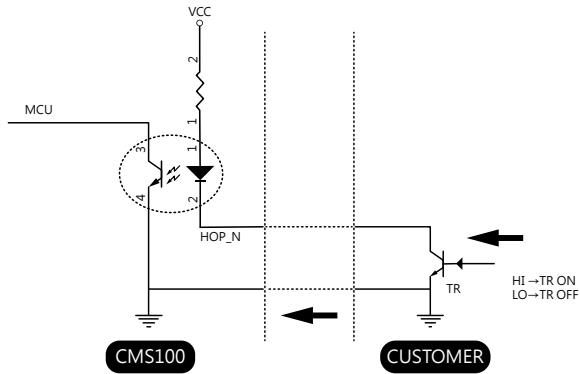 VCC
2
MCU
1
3
1
4
2
HOP_N
TR
HI→TR ON
LO→TR OFF
CMS100
CUSTOMER